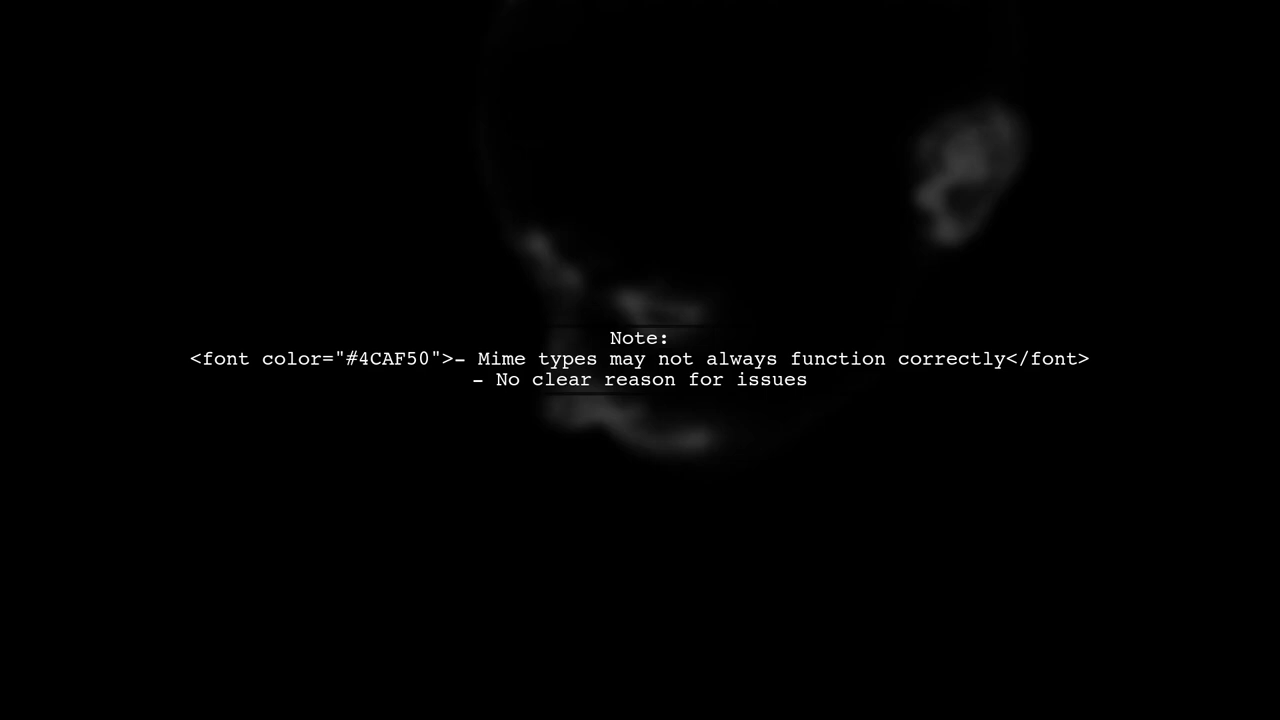 Note:
<font color="#4CAF50">- Mime types may not always function correctly</font>
- No clear reason for issues